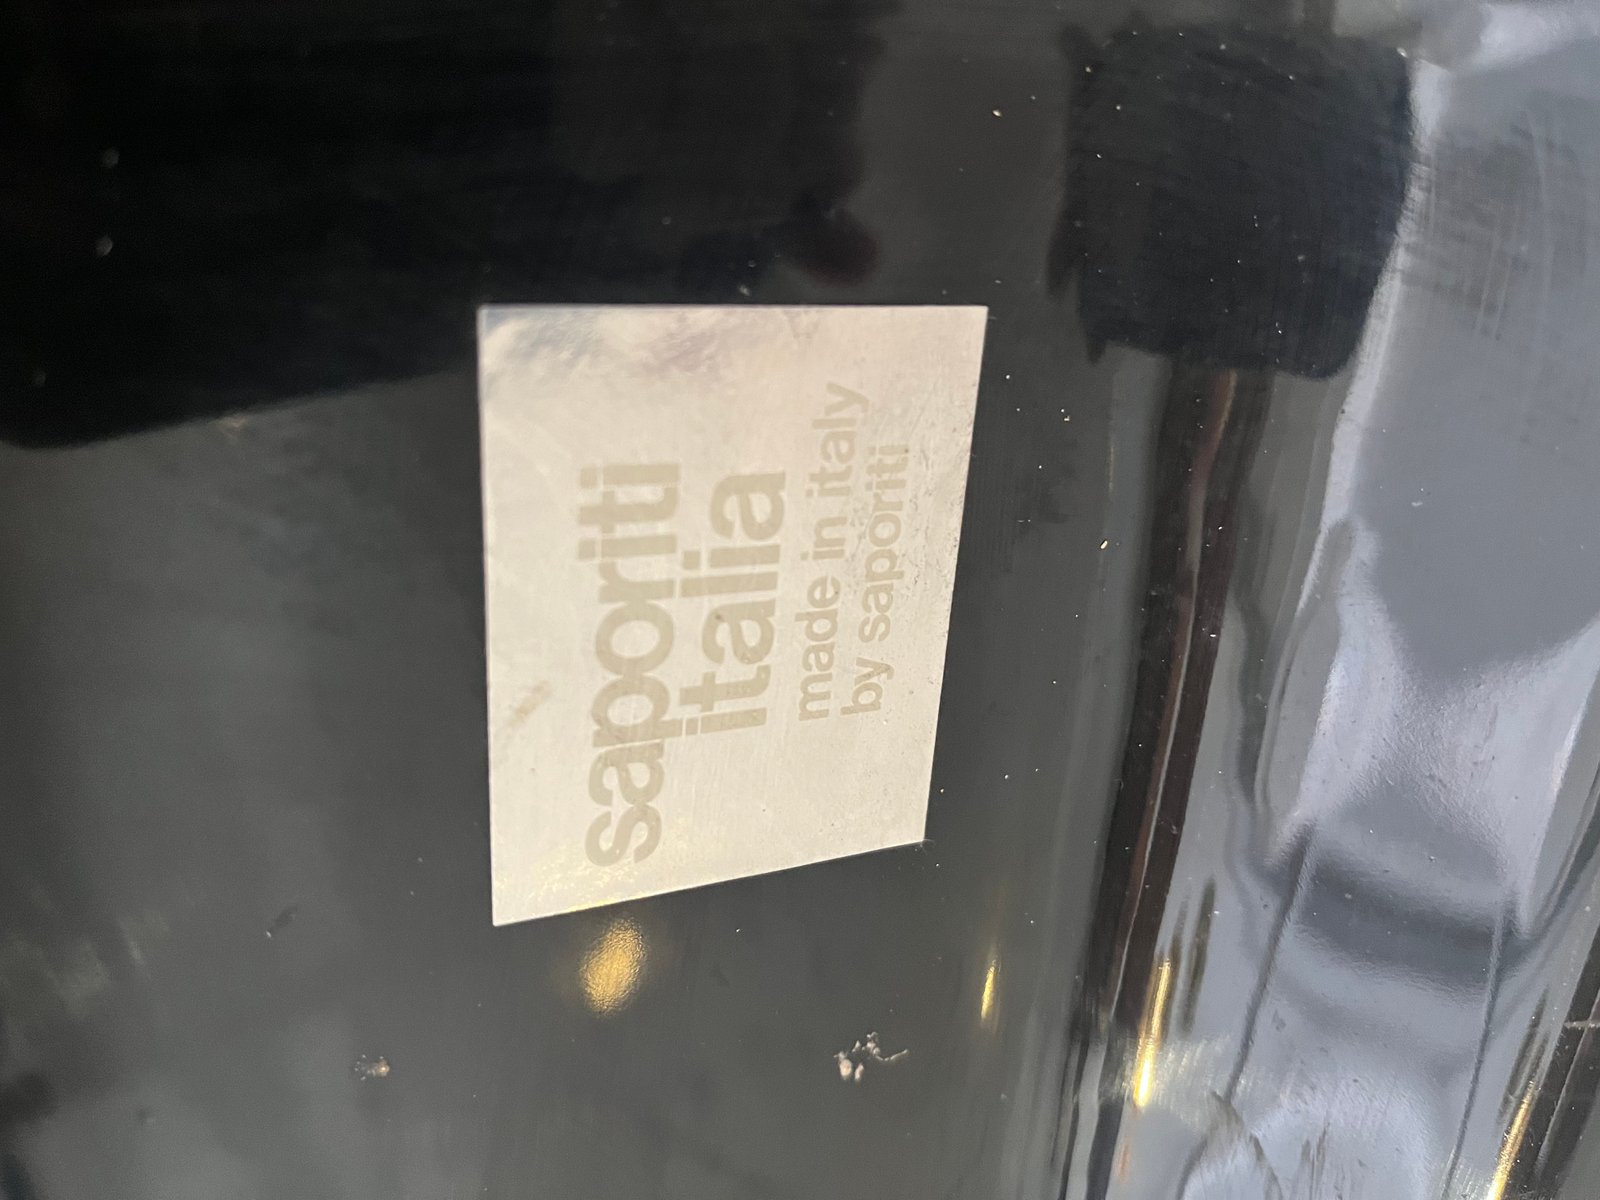 saporiti
italia
made in italy
by saporiti